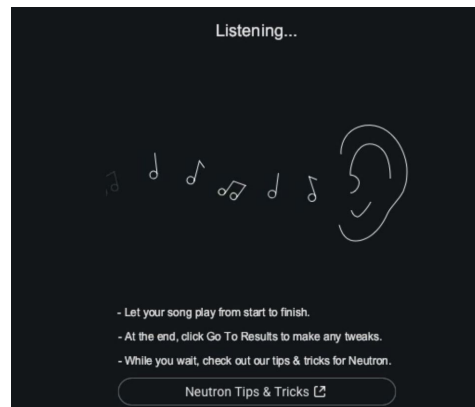 Listening...
- Let your song play from start to finish.
- At the end, click Go To Results to make any tweaks.
- While you wait, check out our tips & tricks for Neutron.
Neutron Tips & Tricks